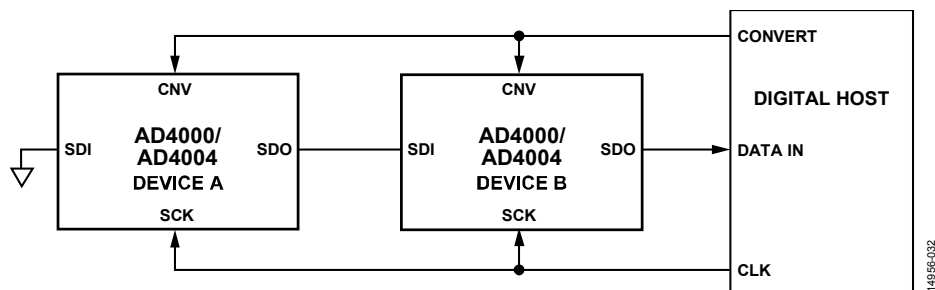 CONVERT
CNV
CNV
DIGITAL HOST
AD4000/
AD4004
DEVICE A
SDI
SDO
SCK
AD4000/
AD4004
DEVICE B
SDI
SDO
SCK
DATA IN
CLK
14956-032